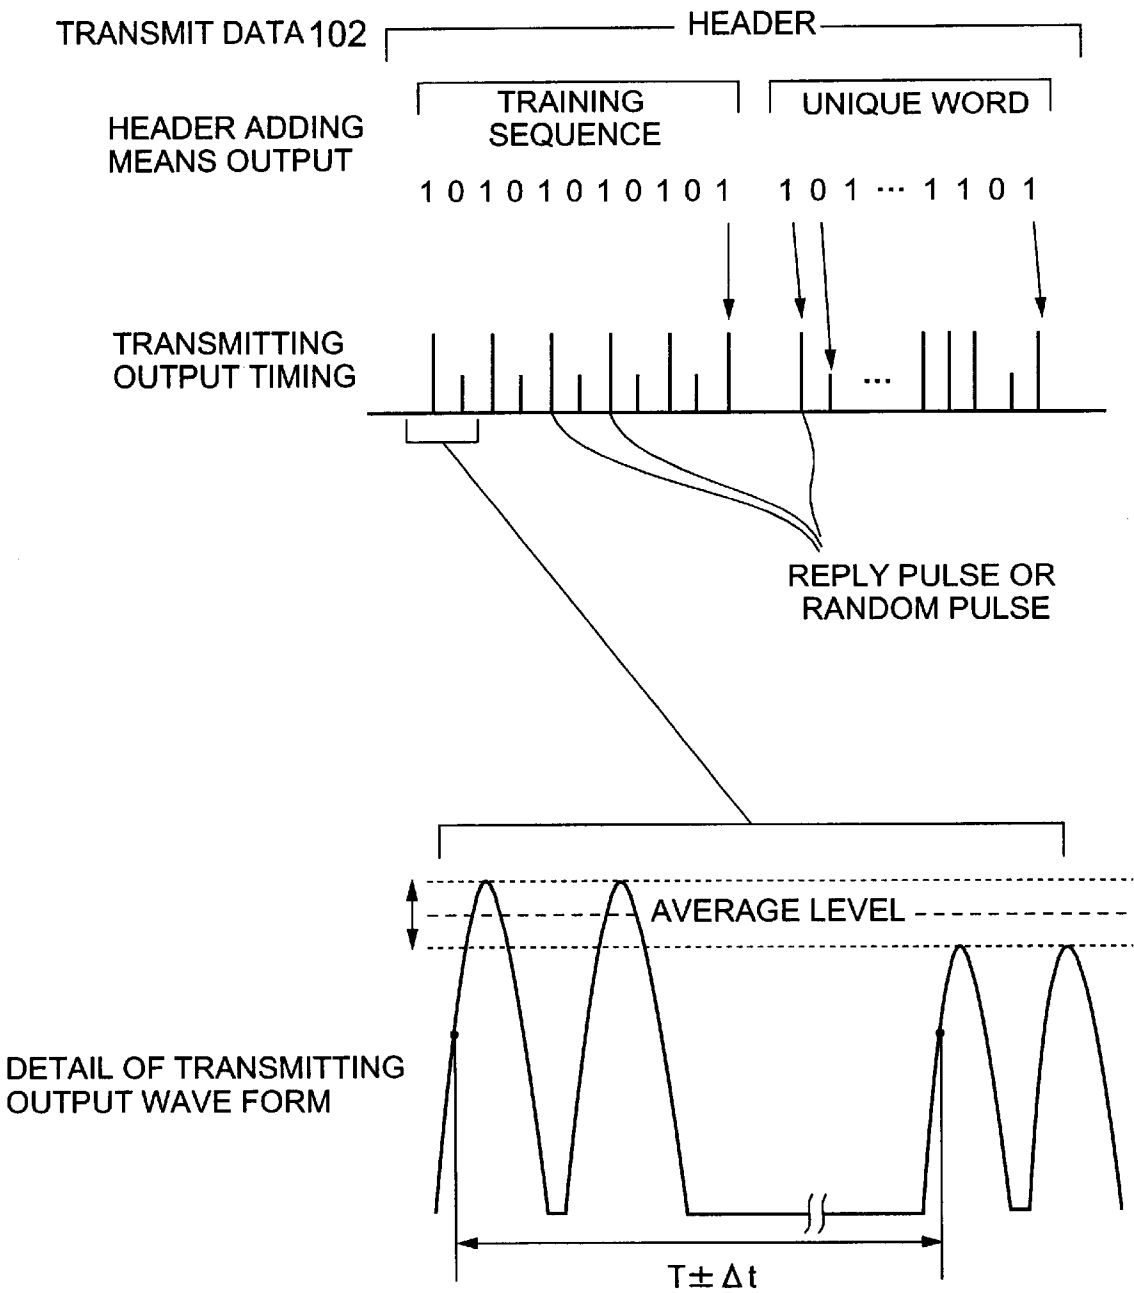 TRANSMIT DATA 102
HEADER
HEADER ADDING
MEANS OUTPUT
TRAINING
SEQUENCE
UNIQUE WORD
1 0 1 0 1 0 1 0 1 0 1
1 0 1 ... 1 1 0 1
TRANSMITTING
OUTPUT TIMING
...
REPLY PULSE OR
RANDOM PULSE
AVERAGE LEVEL
DETAIL OF TRANSMITTING
OUTPUT WAVE FORM
T± Δt